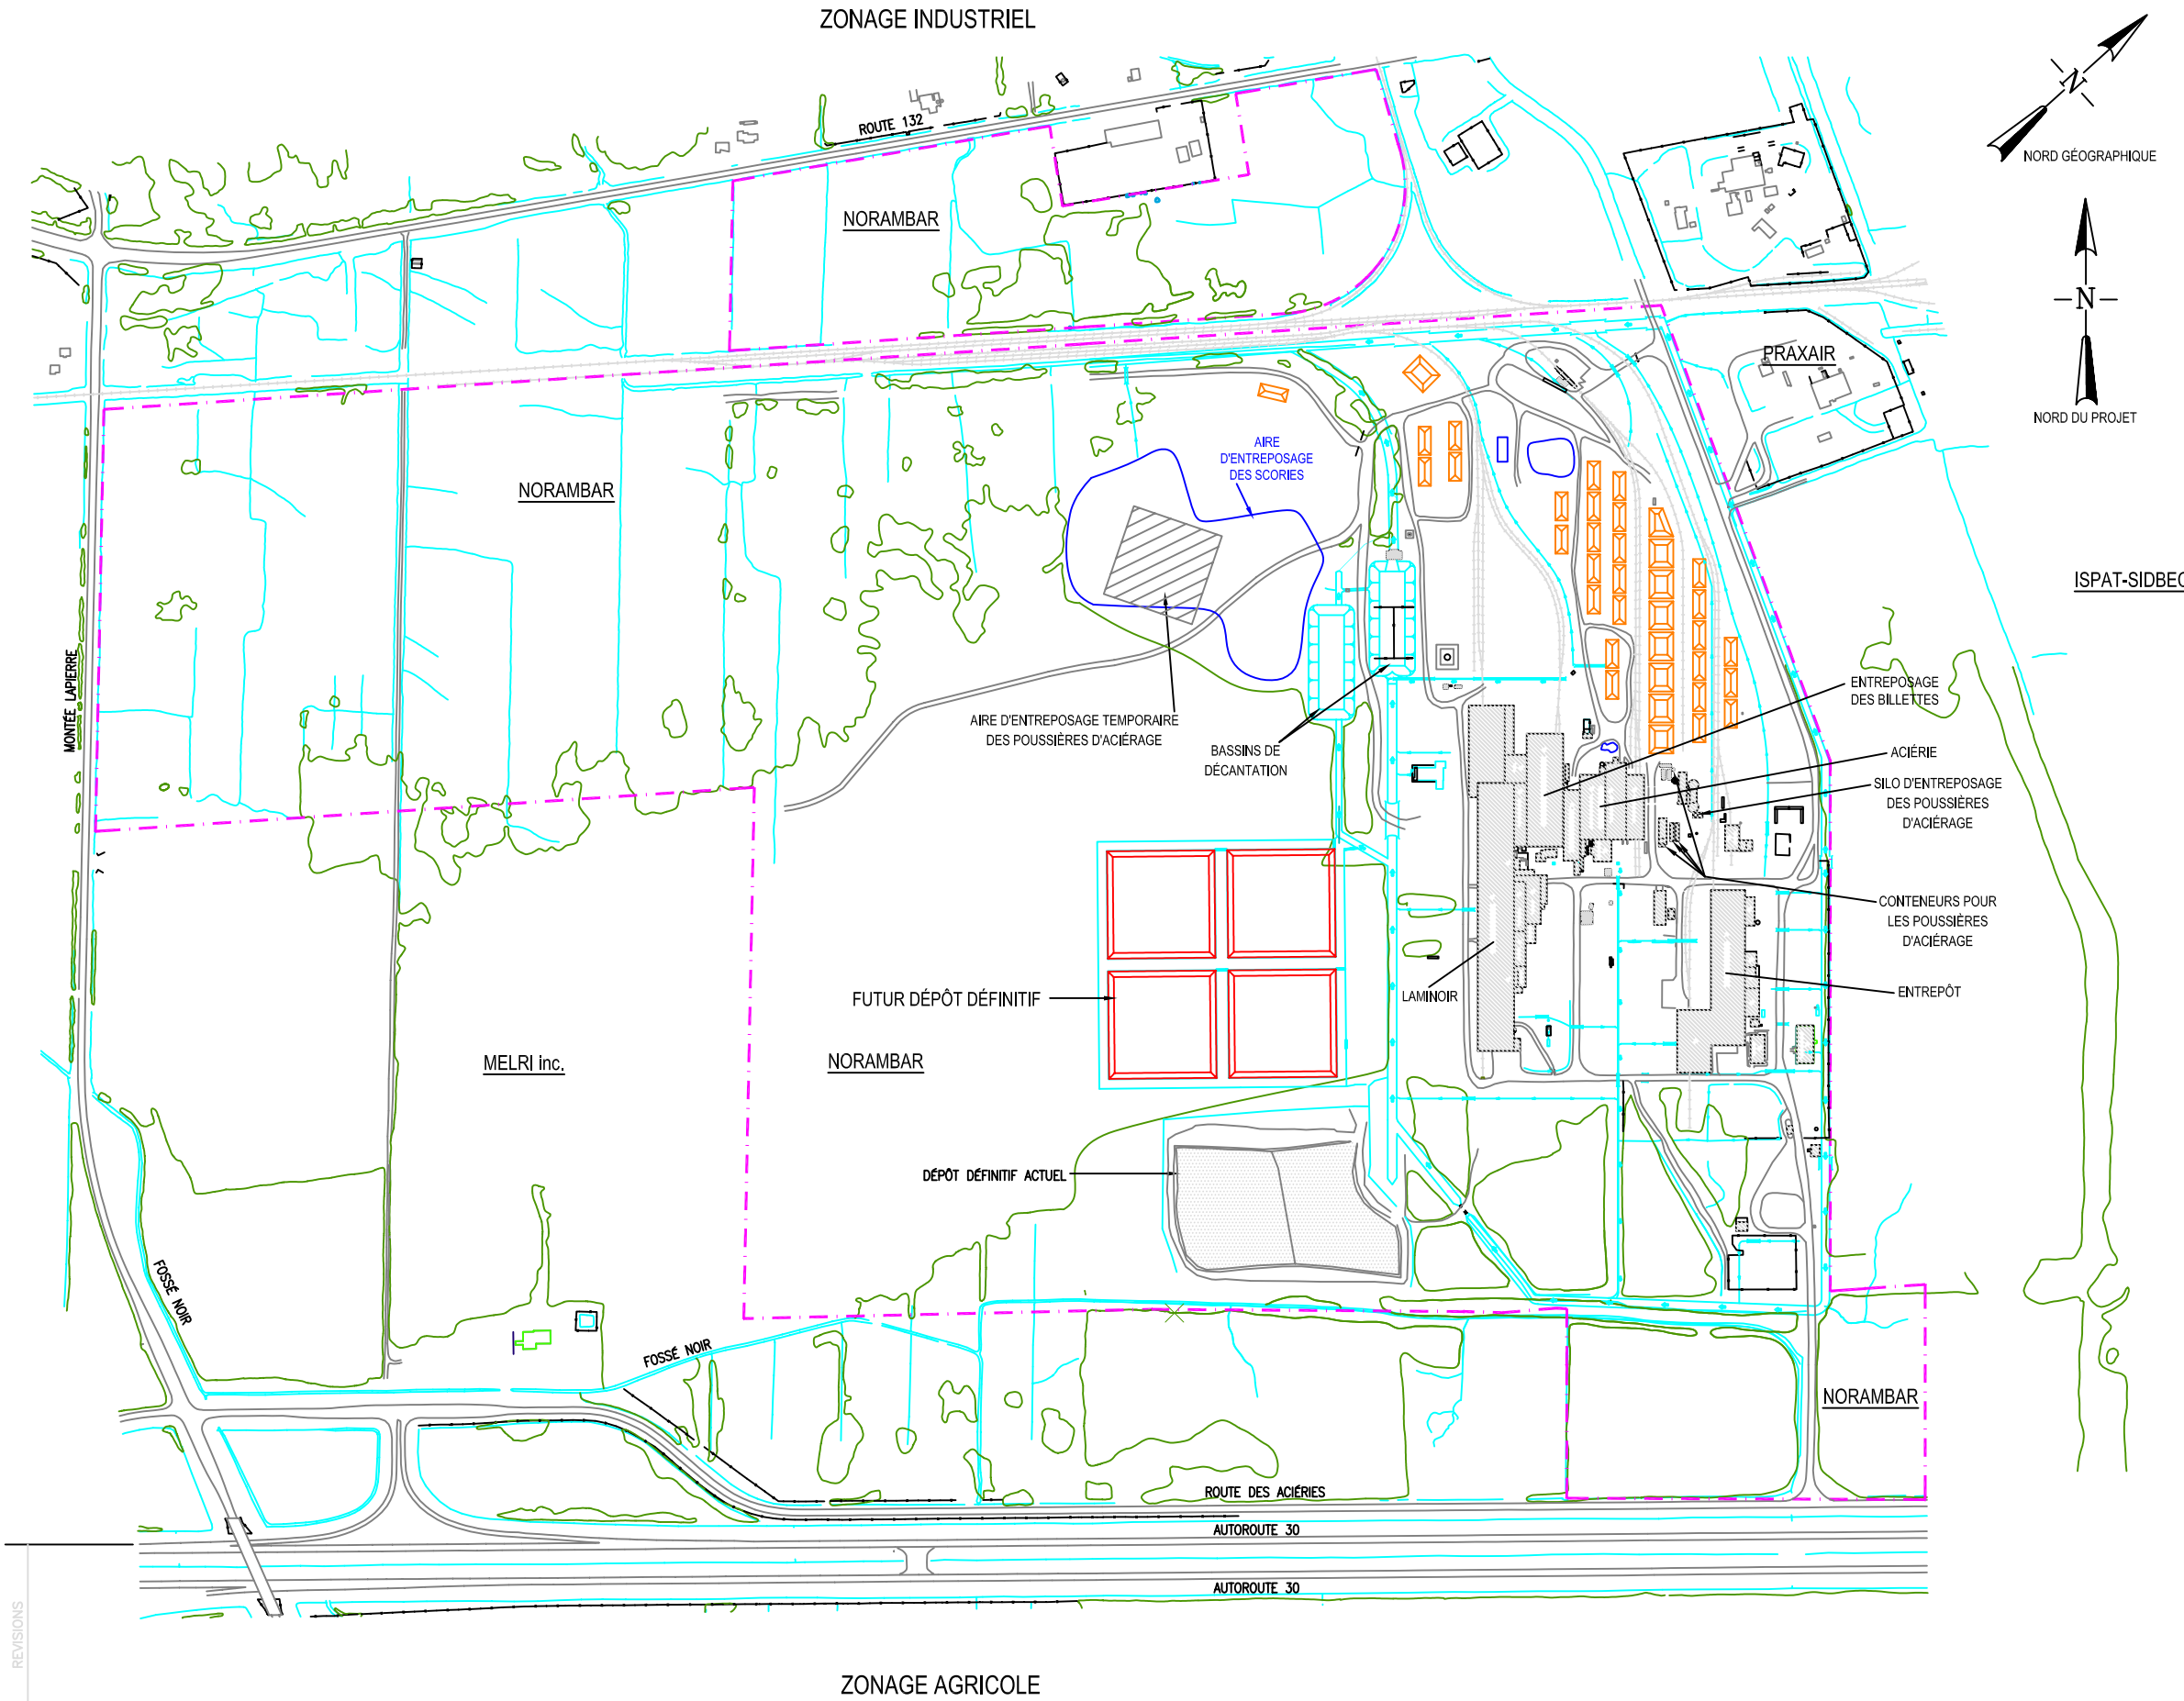 ZONAGE INDUSTRIEL
N
NORD GÉOGRAPHIQUE
ROUTE 132
NORAMBAR
N
NORD DU PROJET
PRAXAIR
AIRE
D'ENTREPOSAGE
DES SCORIES
NORAMBAR
ISPAT-SIDBEC
MONTÉE LAPIERRE
ENTREPOSAGE
DES BILLETTES
AIRE D'ENTREPOSAGE TEMPORAIRE
DES POUSSIÈRES D'ACIÉRAGE
BASSINS DE
DÉCANTATION
ACIÉRIE
SILO D'ENTREPOSAGE
DES POUSSIÈRES
D'ACIÉRAGE
CONTENEURS POUR
LES POUSSIÈRES
D'ACIÉRAGE
FUTUR DÉPÔT DÉFINITIF
LAMINOIR
ENTREPÔT
MELRI inc.
NORAMBAR
DÉPÔT DÉFINITIF ACTUEL
FOSSÉ NOIR
FOSSÉ NOIR
NORAMBAR
ROUTE DES ACIÉRIES
AUTOROUTE 30
AUTOROUTE 30
REVISIONS
ZONAGE AGRICOLE